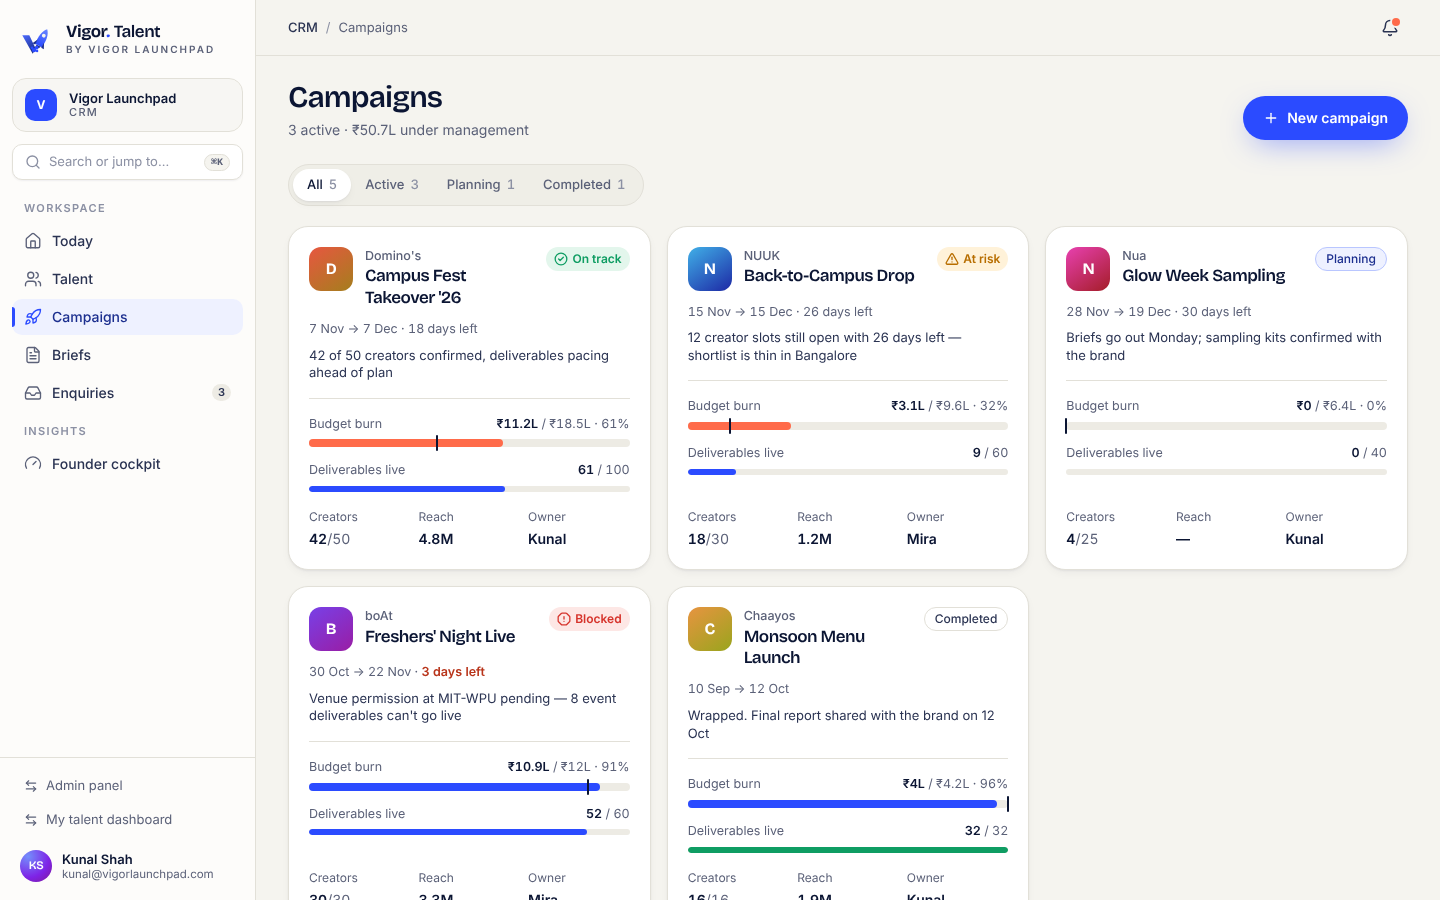 Vigor. Talent
BY VIGOR LAUNCHPAD
V
Vigor Launchpad
CRM
Search or jump to...
⌘K
WORKSPACE
Today
Talent
Campaigns
Briefs
Enquiries
3
INSIGHTS
Founder cockpit
Admin panel
My talent dashboard
KS
Kunal Shah
kunal@vigorlaunchpad.com
CRM / Campaigns
Campaigns
3 active · ₹50.7L under management
+ New campaign
All 5
Active 3
Planning 1
Completed 1
D
Domino's
Campus Fest
Takeover '26
On track
7 Nov → 7 Dec · 18 days left
42 of 50 creators confirmed, deliverables pacing
ahead of plan
Budget burn ₹11.2L / ₹18.5L · 61%
Deliverables live 61 / 100
Creators Reach Owner
42/50 4.8M Kunal
N
NUUK
Back-to-Campus Drop
At risk
15 Nov → 15 Dec · 26 days left
12 creator slots still open with 26 days left —
shortlist is thin in Bangalore
Budget burn ₹3.1L / ₹9.6L · 32%
Deliverables live 9 / 60
Creators Reach Owner
18/30 1.2M Mira
N
Nua
Glow Week Sampling
Planning
28 Nov → 19 Dec · 30 days left
Briefs go out Monday; sampling kits confirmed with
the brand
Budget burn ₹0 / ₹6.4L · 0%
Deliverables live 0 / 40
Creators Reach Owner
4/25 — Kunal
B
boAt
Freshers' Night Live
Blocked
30 Oct → 22 Nov · 3 days left
Venue permission at MIT-WPU pending — 8 event
deliverables can't go live
Budget burn ₹10.9L / ₹12L · 91%
Deliverables live 52 / 60
Creators Reach Owner
30/30 3.3M Mira
C
Chaayos
Monsoon Menu
Launch
Completed
10 Sep → 12 Oct
Wrapped. Final report shared with the brand on 12
Oct
Budget burn ₹4L / ₹4.2L · 96%
Deliverables live 32 / 32
Creators Reach Owner
16/16 1.9M Kunal